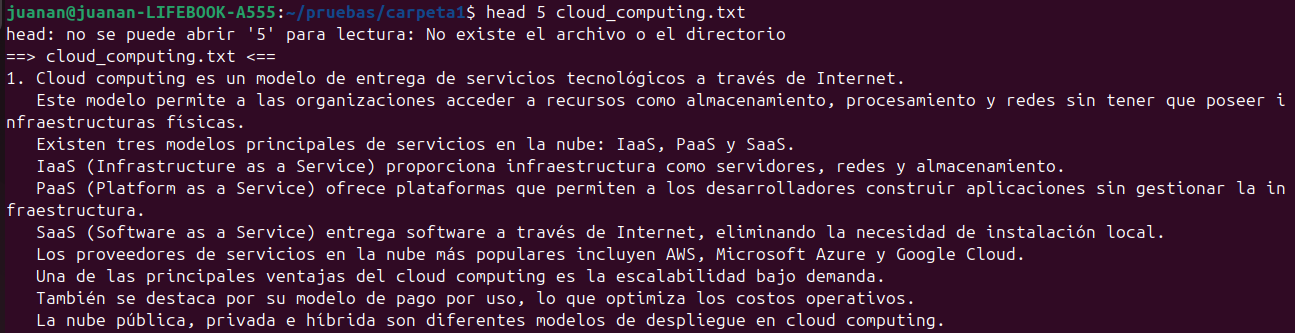 juanan@juanan-LIFEBOOK-A555:~/pruebas/carpeta1$ head 5 cloud_computing.txt
head: no se puede abrir '5' para lectura: No existe el archivo o el directorio
==> cloud_computing.txt <==
1. Cloud computing es un modelo de entrega de servicios tecnológicos a través de Internet.
   Este modelo permite a las organizaciones acceder a recursos como almacenamiento, procesamiento y redes sin tener que poseer i
nfraestructuras físicas.
   Existen tres modelos principales de servicios en la nube: IaaS, PaaS y SaaS.
   IaaS (Infrastructure as a Service) proporciona infraestructura como servidores, redes y almacenamiento.
   PaaS (Platform as a Service) ofrece plataformas que permiten a los desarrolladores construir aplicaciones sin gestionar la in
fraestructura.
   SaaS (Software as a Service) entrega software a través de Internet, eliminando la necesidad de instalación local.
   Los proveedores de servicios en la nube más populares incluyen AWS, Microsoft Azure y Google Cloud.
   Una de las principales ventajas del cloud computing es la escalabilidad bajo demanda.
   También se destaca por su modelo de pago por uso, lo que optimiza los costos operativos.
   La nube pública, privada e híbrida son diferentes modelos de despliegue en cloud computing.